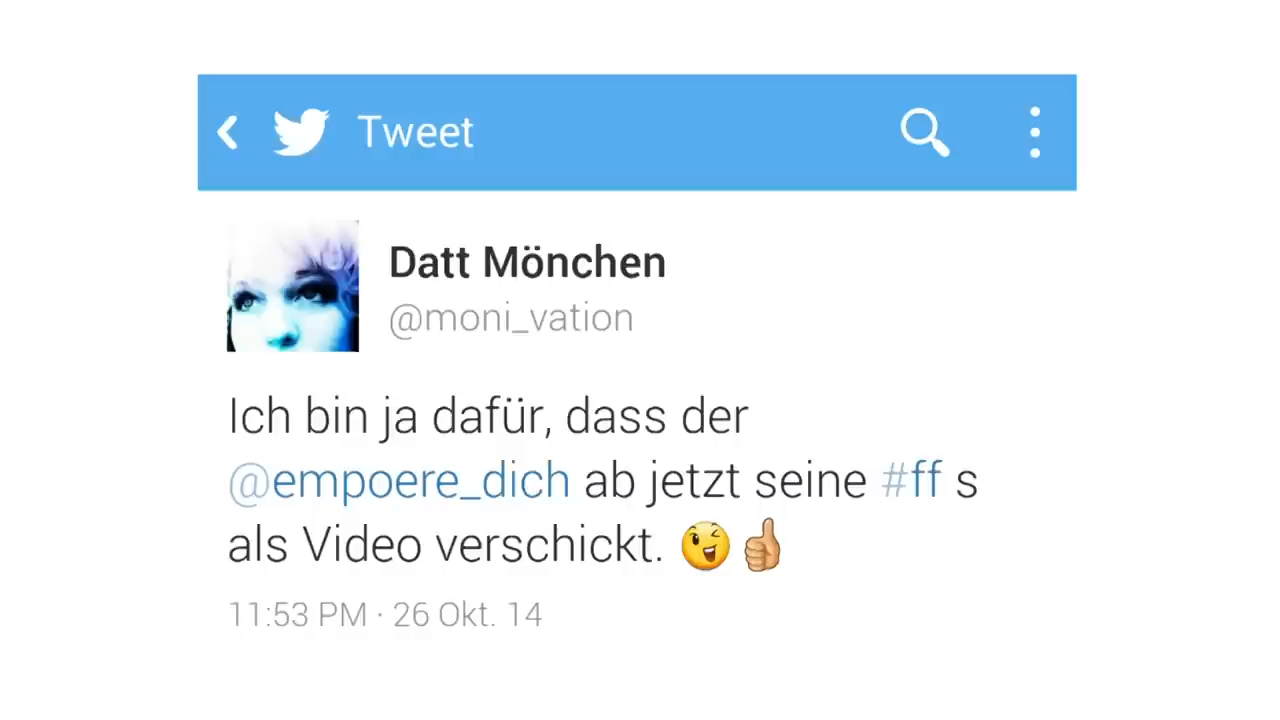 Tweet
Datt Mönchen
@moni_vation
Ich bin ja dafür, dass der
@empoere_dich ab jetzt seine #ff s
als Video verschickt. 😉👍
11:53 PM · 26 Okt. 14